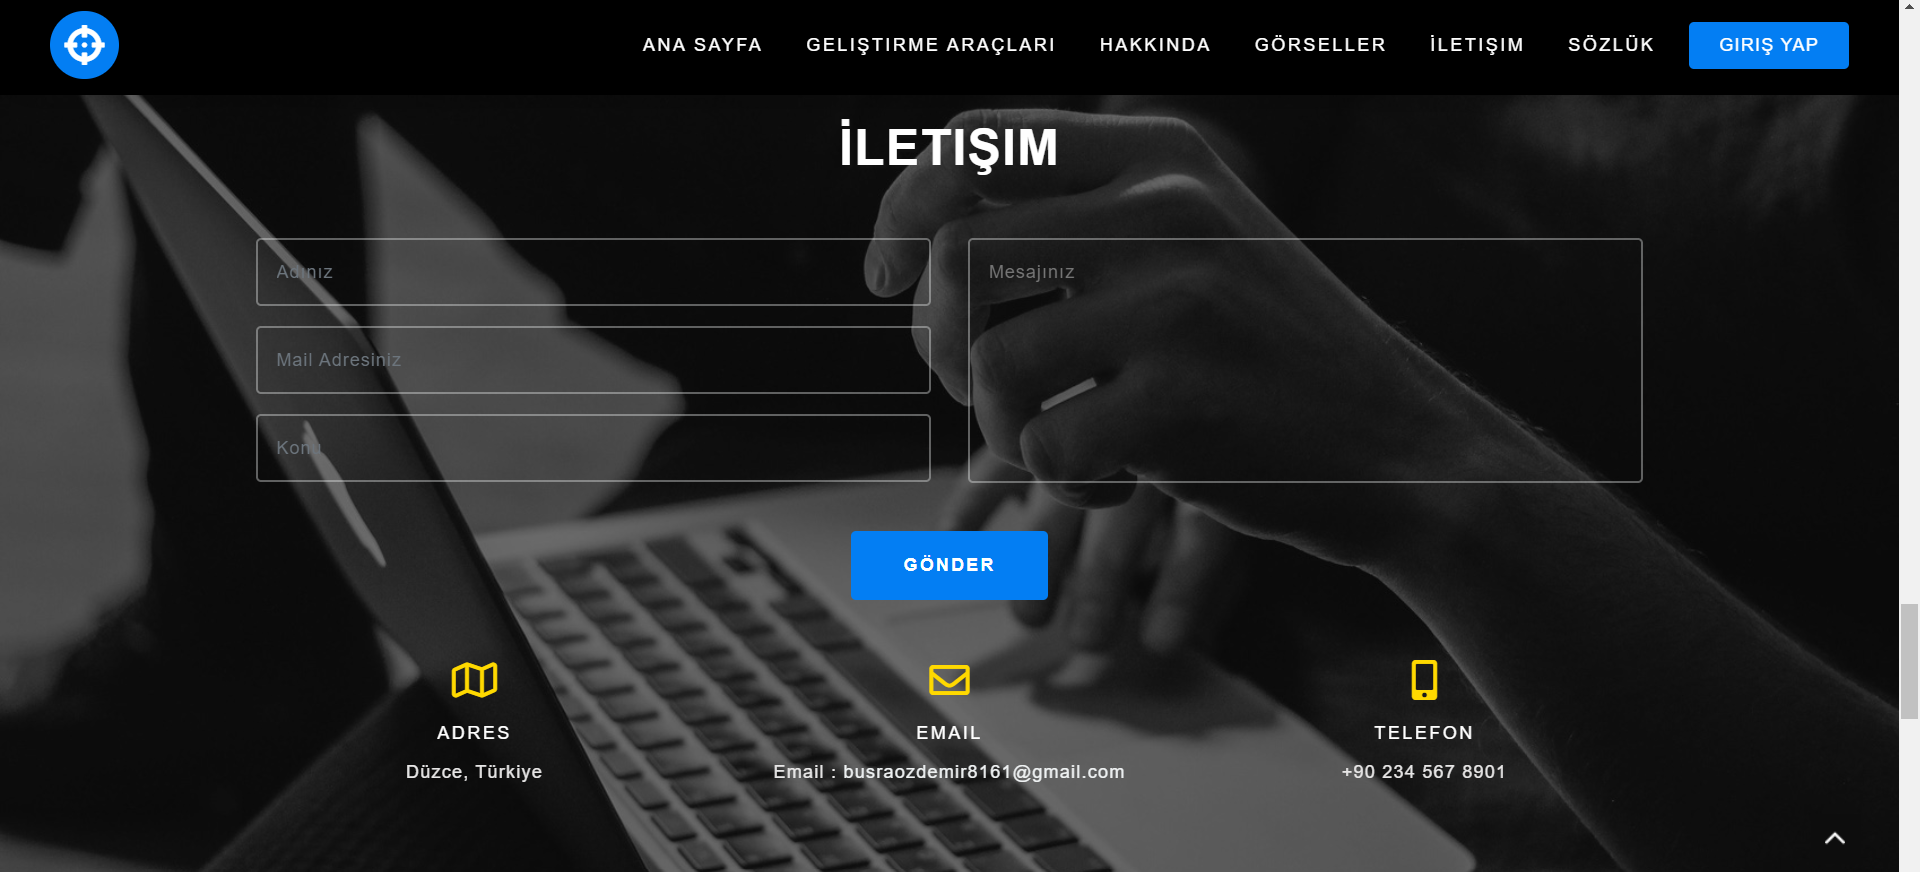 ANA SAYFA GELIŞTIRME ARAÇLARI HAKKINDA GÖRSELLER İLETIŞIM SÖZLÜK GIRIŞ YAP
İLETIŞIM
Adınız
Mesajınız
Mail Adresiniz
Konu
GÖNDER
ADRES
Düzce, Türkiye
EMAIL
Email : busraozdemir8161@gmail.com
TELEFON
+90 234 567 8901